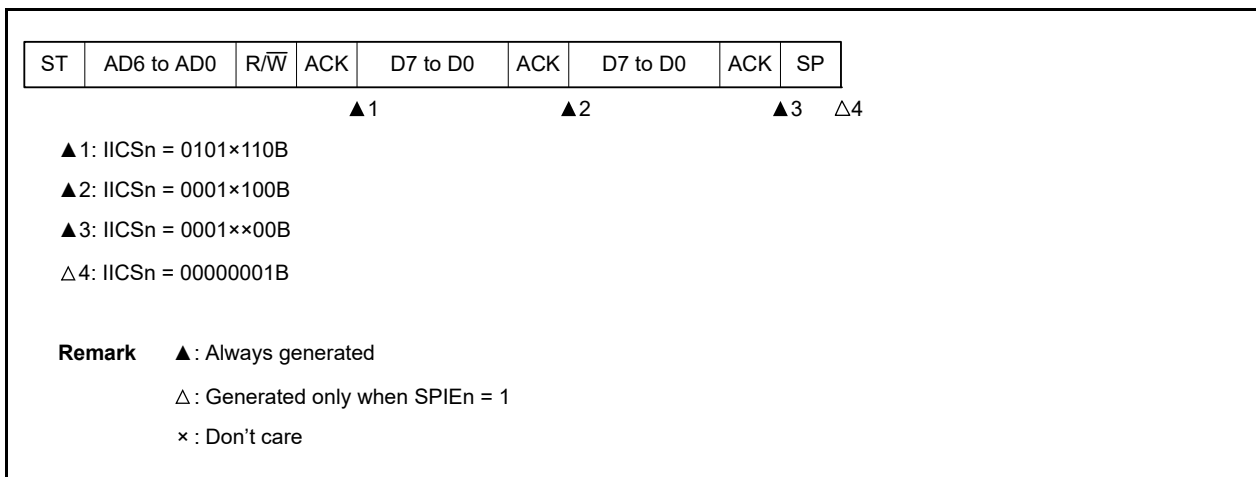 ST AD6 to AD0 R/W̅ ACK D7 to D0 ACK D7 to D0 ACK SP
▲1 ▲2 ▲3 △4
▲1: IICSn = 0101×110B
▲2: IICSn = 0001×100B
▲3: IICSn = 0001××00B
△4: IICSn = 00000001B
Remark ▲: Always generated
△: Generated only when SPIEn = 1
×: Don't care